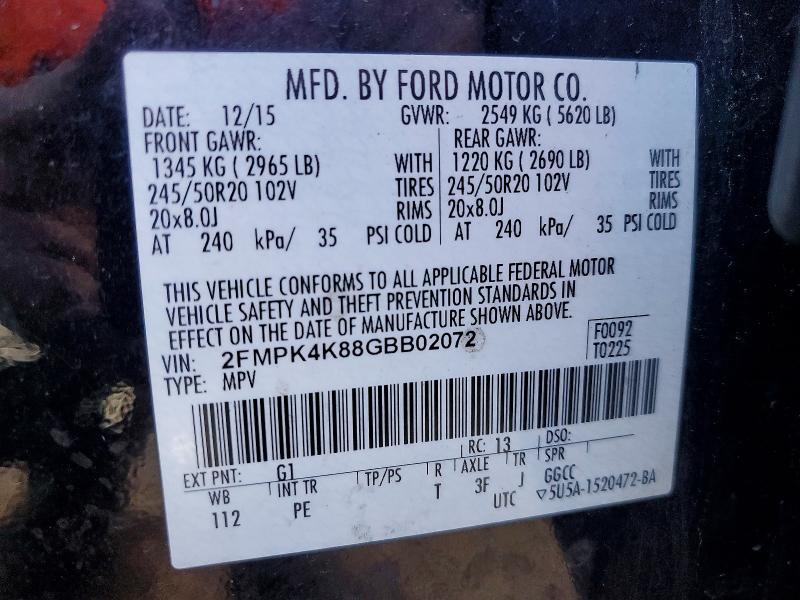 MFD. BY FORD MOTOR CO.
DATE: 12/15 GVWR: 2549 KG ( 5620 LB)
FRONT GAWR: REAR GAWR:
1345 KG ( 2965 LB) WITH 1220 KG ( 2690 LB) WITH
245/50R20 102V TIRES 245/50R20 102V TIRES
20x8.0J RIMS 20x8.0J RIMS
AT 240 kPa/ 35 PSI COLD AT 240 kPa/ 35 PSI COLD
THIS VEHICLE CONFORMS TO ALL APPLICABLE FEDERAL MOTOR
VEHICLE SAFETY AND THEFT PREVENTION STANDARDS IN
EFFECT ON THE DATE OF MANUFACTURE SHOWN ABOVE.
VIN: 2FMPK4K88GBB02072 F0092
TYPE: MPV T0225
EXT PNT: G1 RC: 13 DSO:
WB INT TR TP/PS R AXLE TR SPR
112 PE T 3F J GGCC
UTC ▽5U5A-1520472-BA